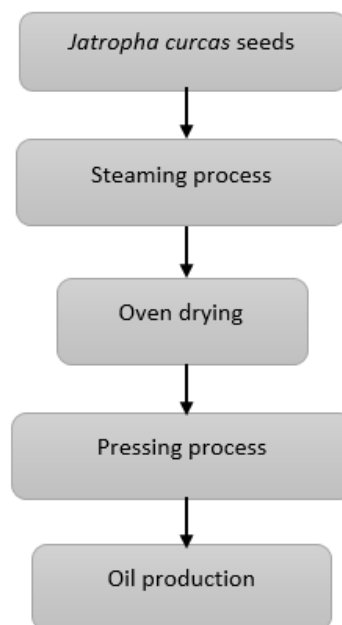 Jatropha curcas seeds
Steaming process
Oven drying
Pressing process
Oil production